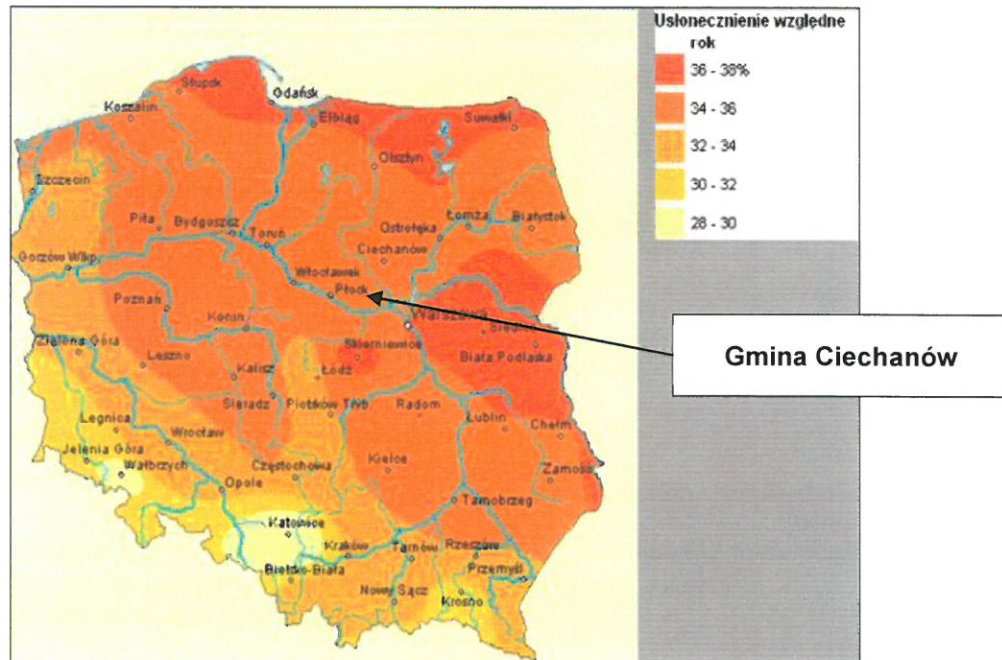 Usłonecznienie względne
rok
36 - 38%
34 - 36
32 - 34
30 - 32
28 - 30
Słupsk
Gdańsk
Koszalin
Elbląg
Suwałki
Olsztyn
Szczecin
Piła
Bydgoszcz
Toruń
Ostrołęka
Łomża
Białystok
Ciechanów
Gorzów Wlkp.
Włocławek
Płock
Poznań
Konin
Warszawa
Siedlce
Gmina Ciechanów
Zielona Góra
Leszno
Kalisz
Skierniewice
Łódź
Biała Podlaska
Sieradz
Piotrków Tryb.
Radom
Lublin
Chełm
Legnica
Wrocław
Jelenia Góra
Wałbrzych
Opole
Częstochowa
Kielce
Zamość
Tarnobrzeg
Katowice
Kraków
Tarnów
Rzeszów
Bielsko-Biała
Przemyśl
Nowy Sącz
Krosno